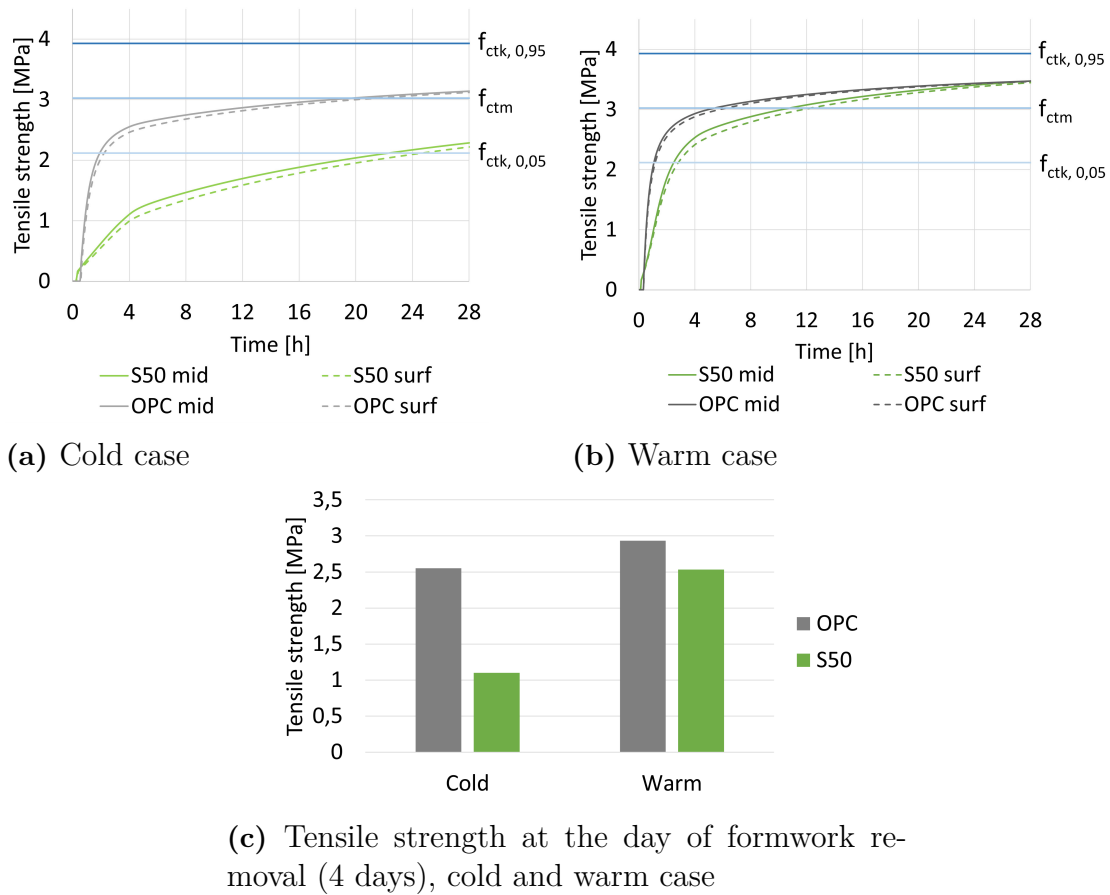 Tensile strength [MPa]
4
3
2
1
0
f_ctk, 0,95
f_ctm
f_ctk, 0,05
0 4 8 12 16 20 24 28
Time [h]
S50 mid S50 surf
OPC mid OPC surf
(a) Cold case
Tensile strength [MPa]
4
3
2
1
0
f_ctk, 0,95
f_ctm
f_ctk, 0,05
0 4 8 12 16 20 24 28
Time [h]
S50 mid S50 surf
OPC mid OPC surf
(b) Warm case
Tensile strength [MPa]
3,5
3
2,5
2
1,5
1
0,5
0
Cold Warm
OPC
S50
(c) Tensile strength at the day of formwork re-
moval (4 days), cold and warm case